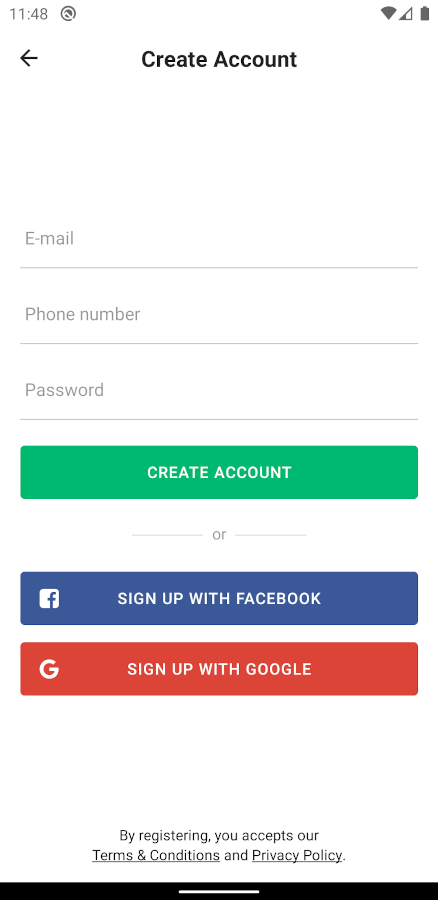 11:48
Create Account
E-mail
Phone number
Password
CREATE ACCOUNT
or
SIGN UP WITH FACEBOOK
SIGN UP WITH GOOGLE
By registering, you accepts our
Terms & Conditions and Privacy Policy.